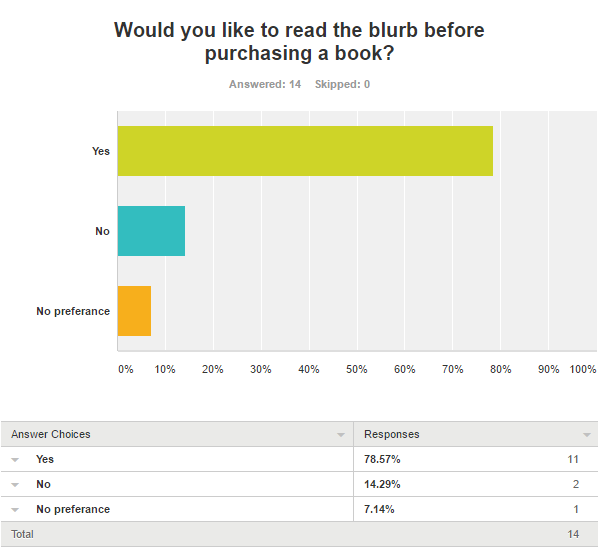 Would you like to read the blurb before
purchasing a book?
Answered: 14 Skipped: 0
Yes
No
No preferance
0% 10% 20% 30% 40% 50% 60% 70% 80% 90% 100%
Answer Choices Responses
Yes 78.57% 11
No 14.29% 2
No preferance 7.14% 1
Total 14